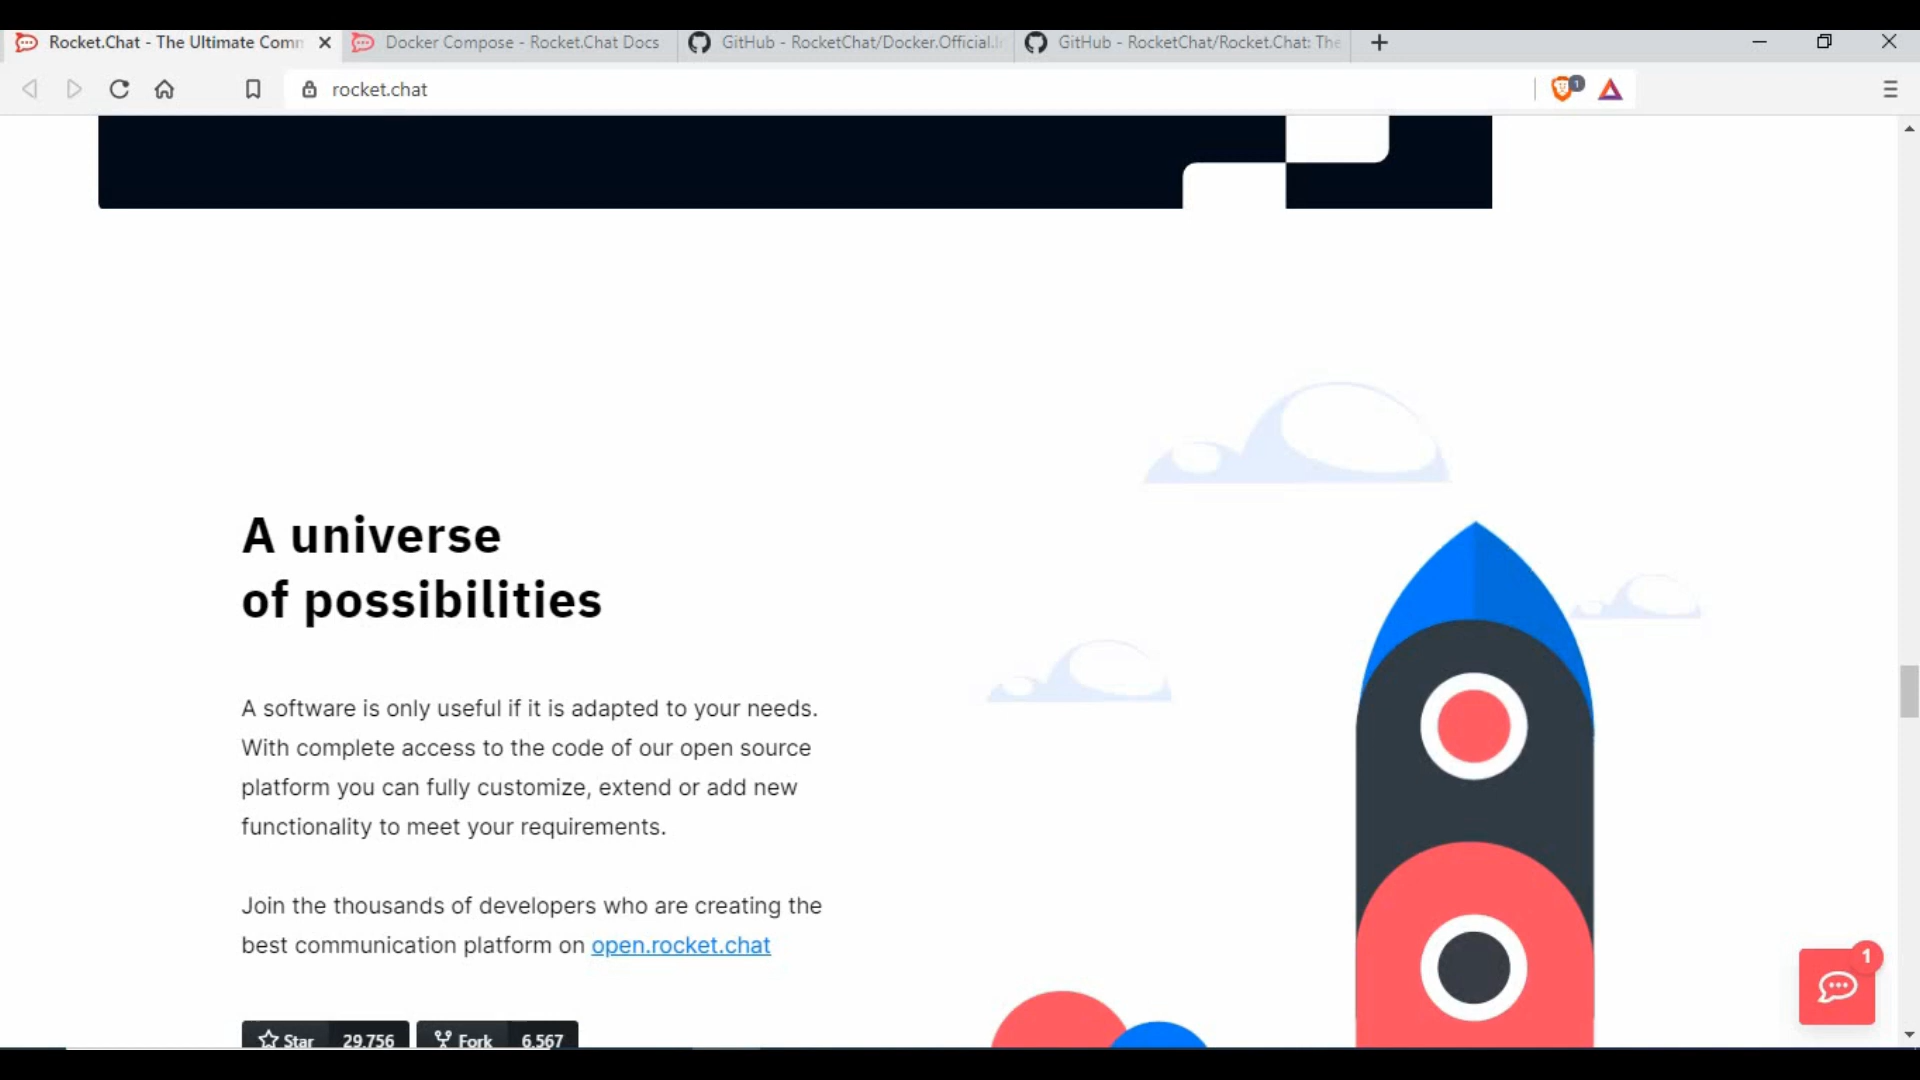 Rocket.Chat - The Ultimate Comm
Docker Compose - Rocket.Chat Docs
GitHub - RocketChat/Docker.Official.I
GitHub - RocketChat/Rocket.Chat: The
rocket.chat
1
A universe
of possibilities
A software is only useful if it is adapted to your needs.
With complete access to the code of our open source
platform you can fully customize, extend or add new
functionality to meet your requirements.
Join the thousands of developers who are creating the
best communication platform on open.rocket.chat
1
Star 29,756 Fork 6,567